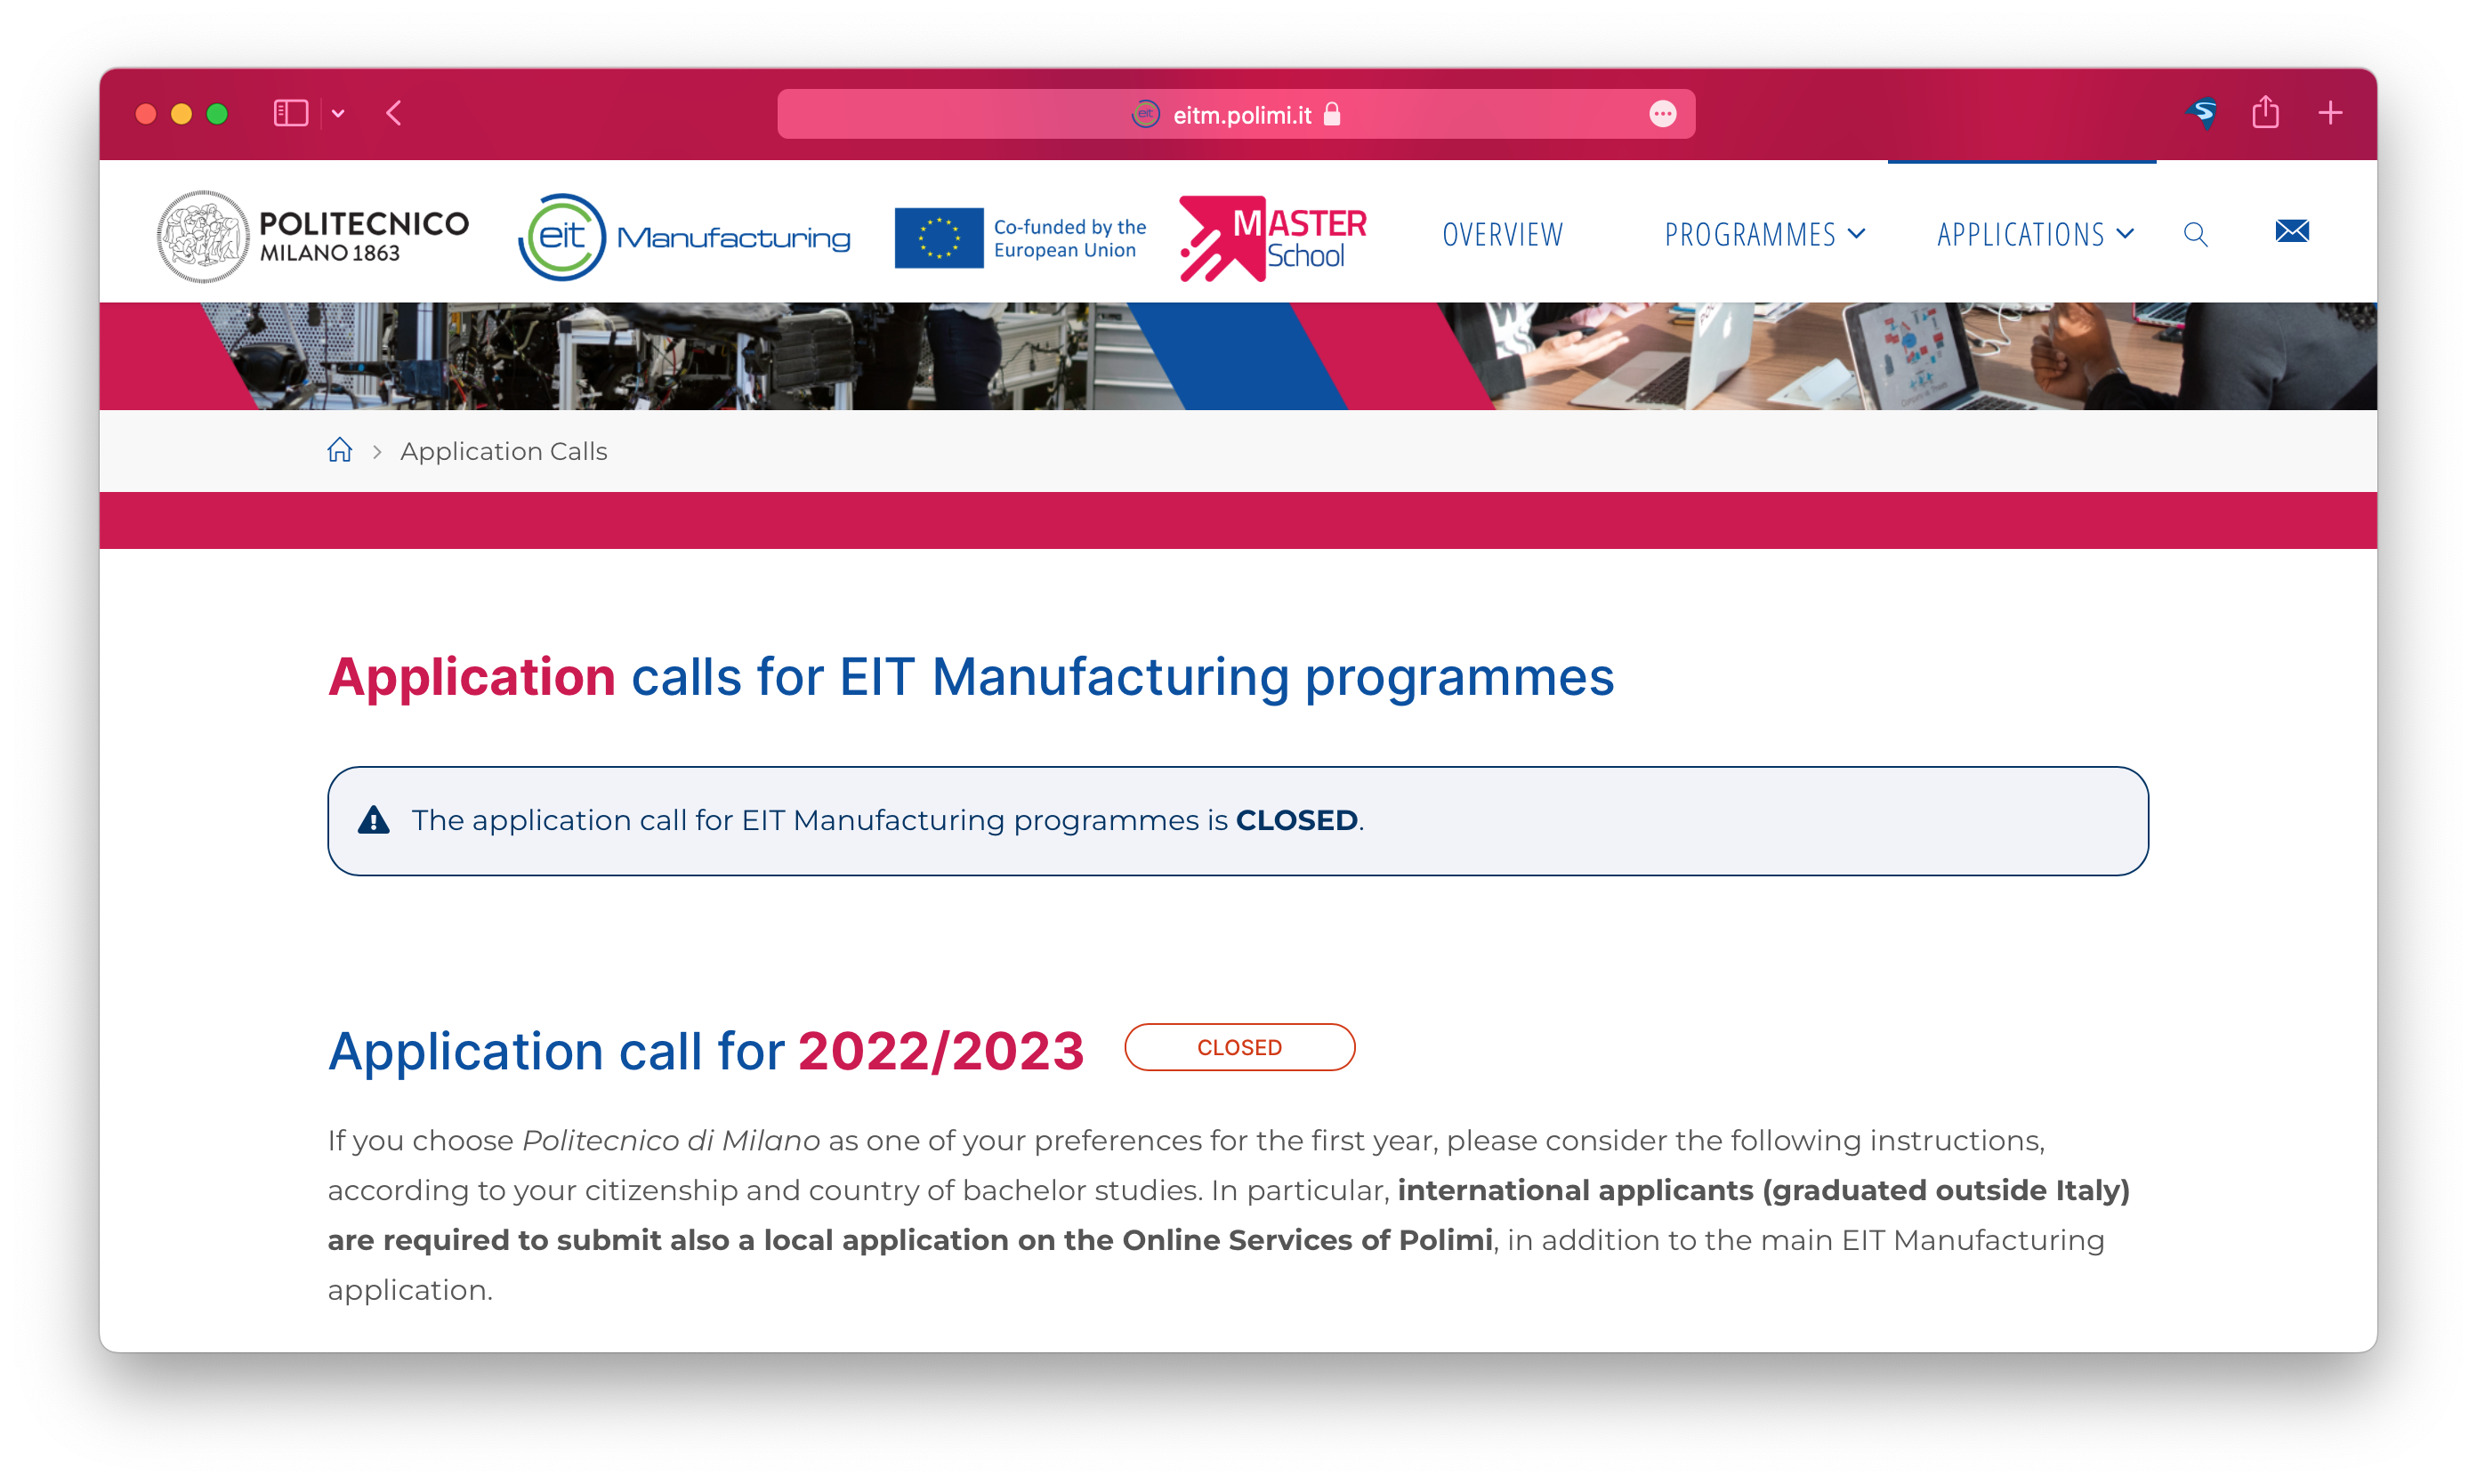 eitm.polimi.it
POLITECNICO
MILANO 1863
eit Manufacturing
Co-funded by the
European Union
MASTER
School
OVERVIEW
PROGRAMMES
APPLICATIONS
Application Calls
Application calls for EIT Manufacturing programmes
The application call for EIT Manufacturing programmes is CLOSED.
Application call for 2022/2023
CLOSED
If you choose Politecnico di Milano as one of your preferences for the first year, please consider the following instructions,
according to your citizenship and country of bachelor studies. In particular, international applicants (graduated outside Italy)
are required to submit also a local application on the Online Services of Polimi, in addition to the main EIT Manufacturing
application.